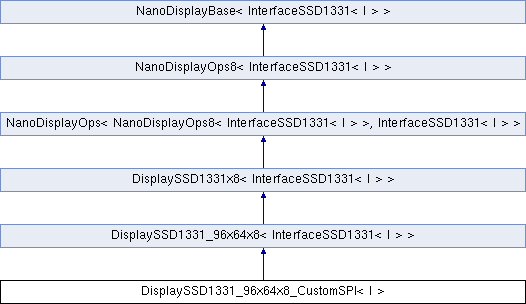 NanoDisplayBase< InterfaceSSD1331< I > >
NanoDisplayOps8< InterfaceSSD1331< I > >
NanoDisplayOps< NanoDisplayOps8< InterfaceSSD1331< I > >, InterfaceSSD1331< I > >
DisplaySSD1331x8< InterfaceSSD1331< I > >
DisplaySSD1331_96x64x8< InterfaceSSD1331< I > >
DisplaySSD1331_96x64x8_CustomSPI< I >